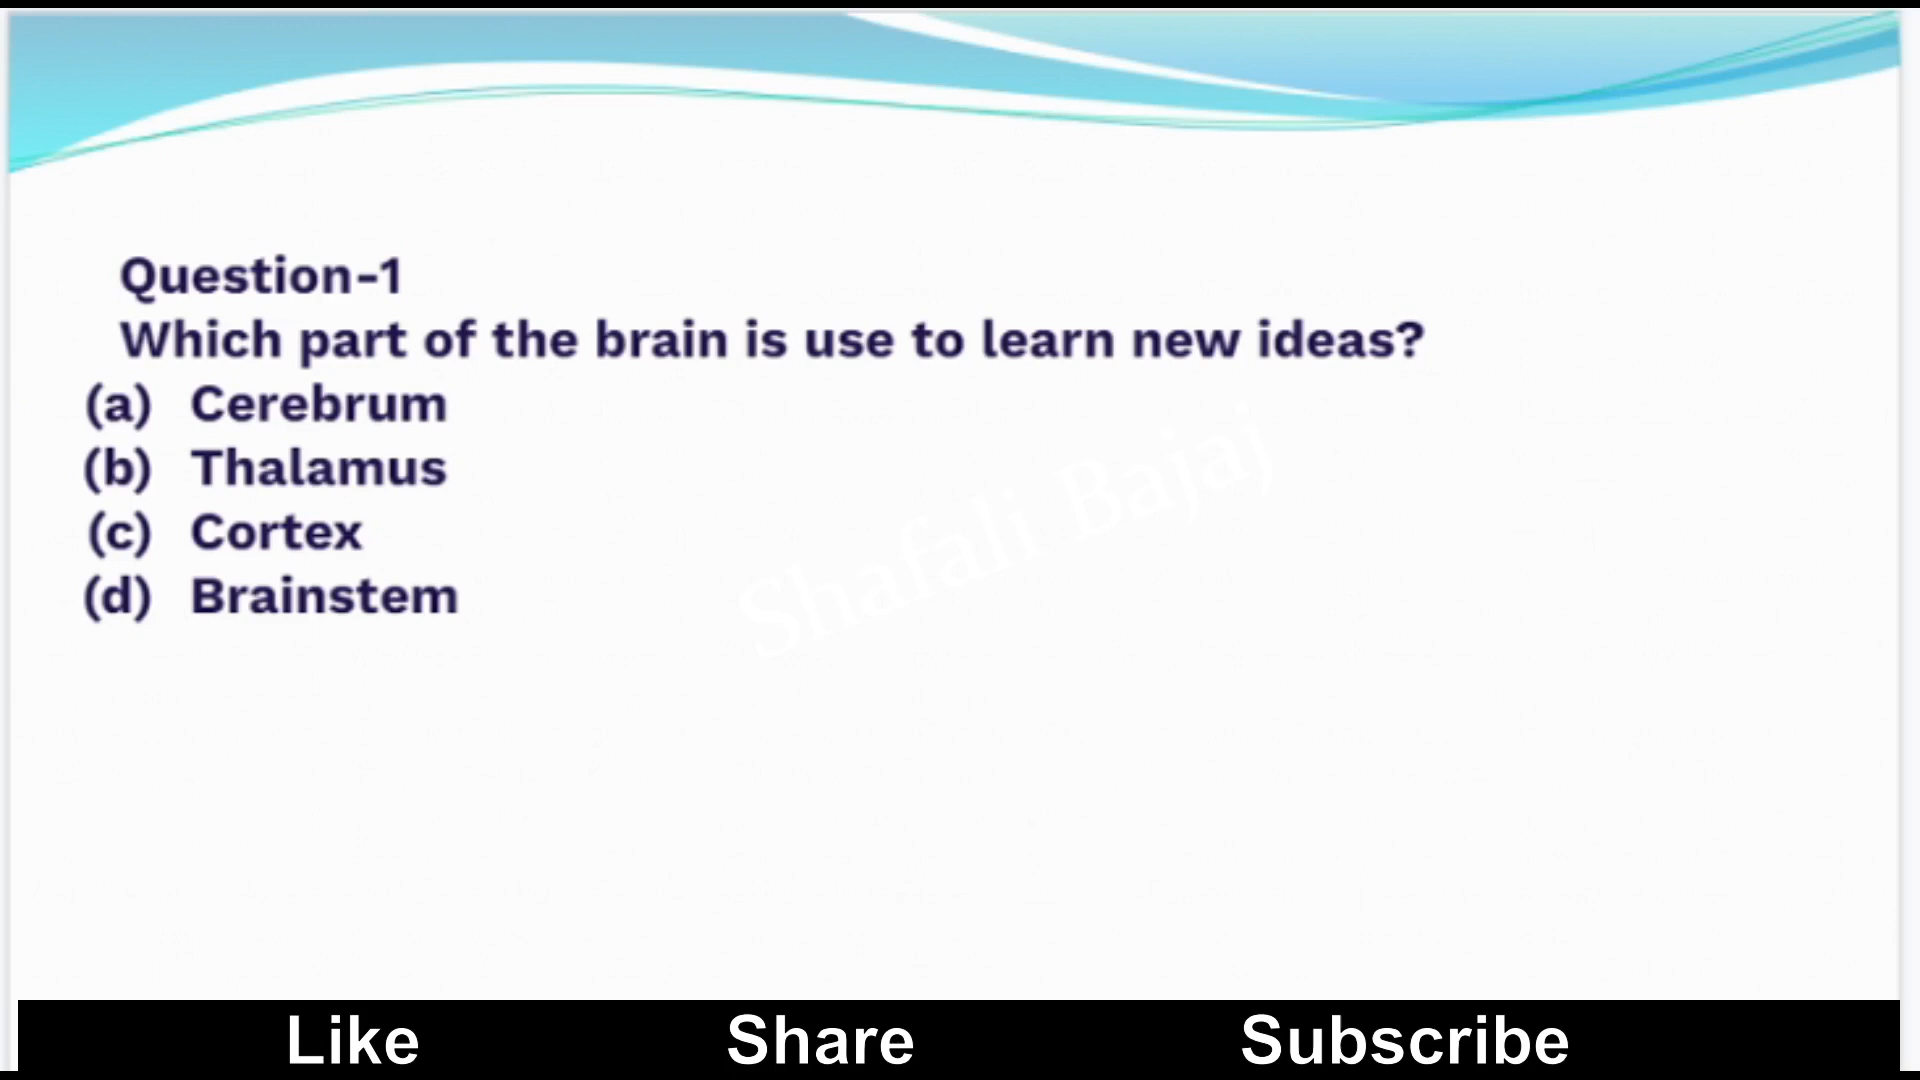 Question-1
Which part of the brain is use to learn new ideas?
(a) Cerebrum
(b) Thalamus
(c) Cortex
(d) Brainstem
Shafali Bajaj
Like Share Subscribe